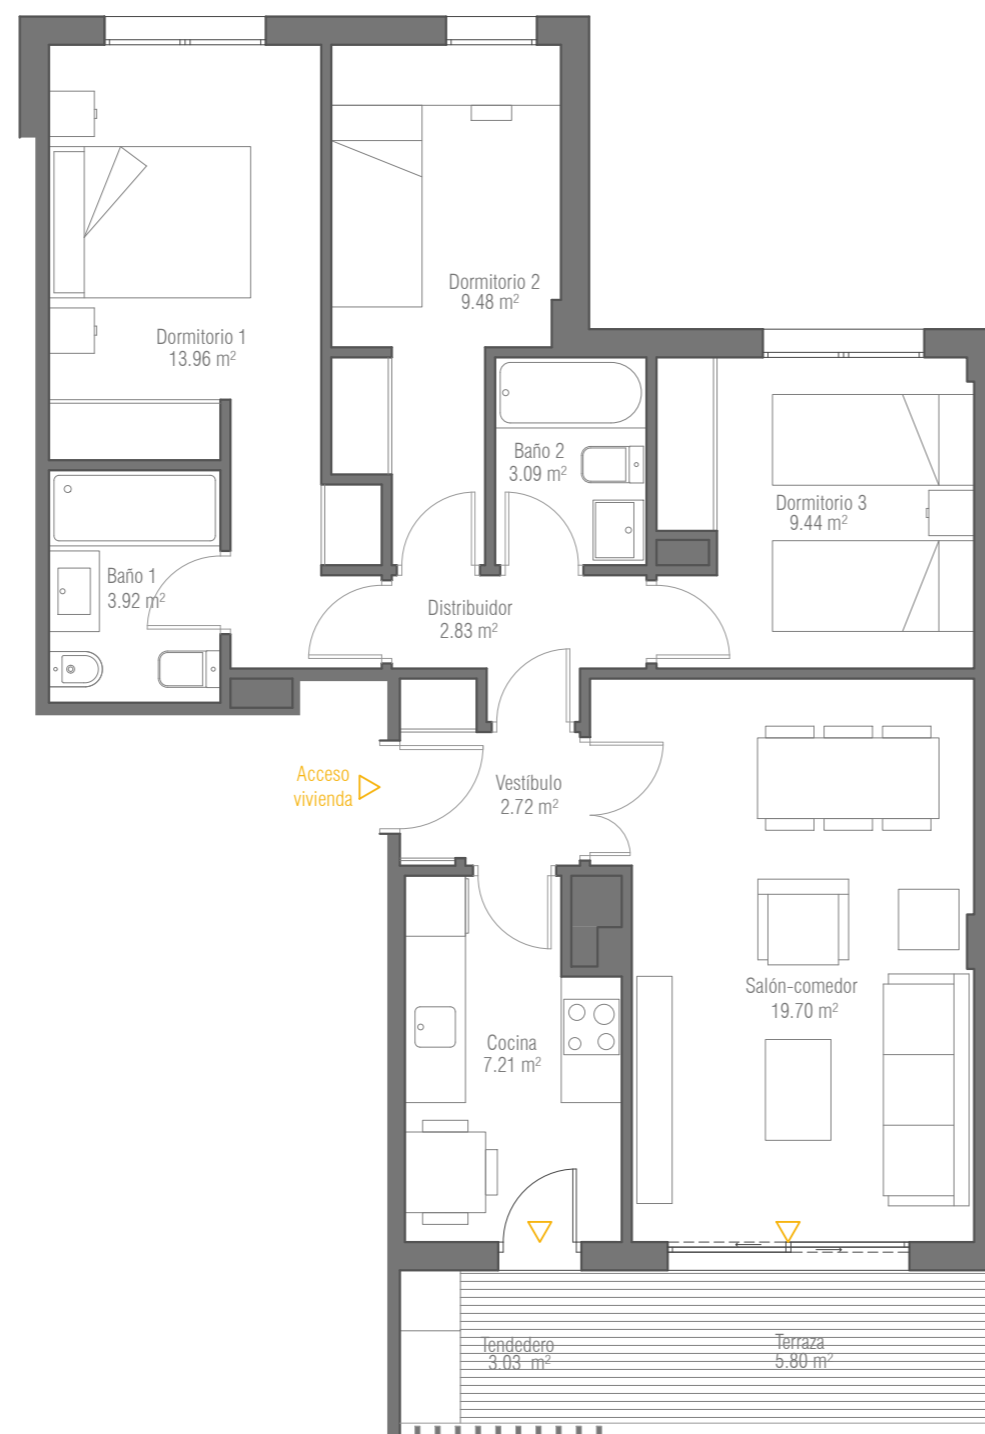 Dormitorio 2
9.48 m²
Dormitorio 1
13.96 m²
Baño 2
3.09 m²
Dormitorio 3
9.44 m²
Baño 1
3.92 m²
Distribuidor
2.83 m²
Acceso
vivienda
Vestíbulo
2.72 m²
Salón-comedor
19.70 m²
Cocina
7.21 m²
Tendedero
3.03 m²
Terraza
5.80 m²